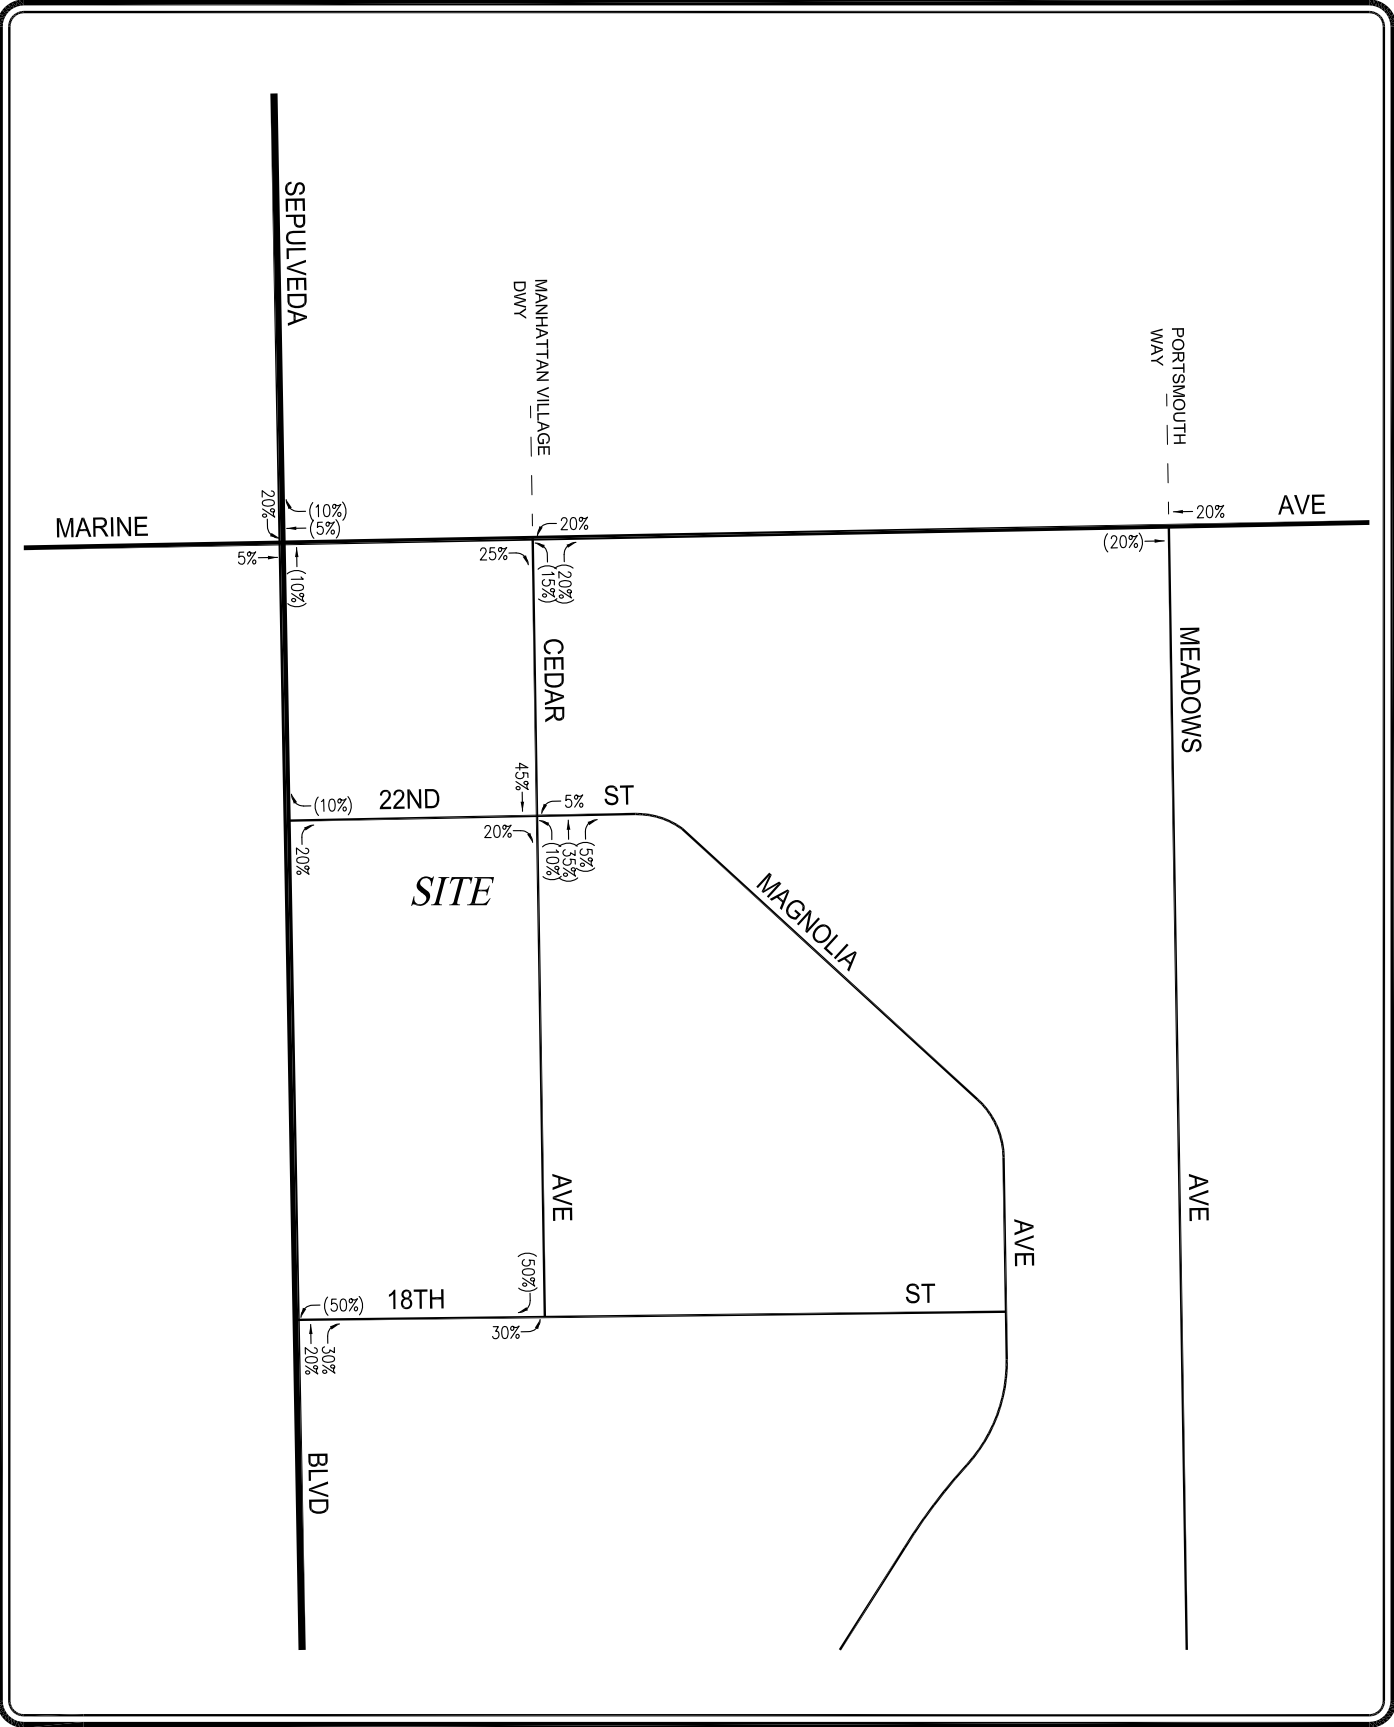 SEPULVEDA
MANHATTAN VILLAGE
DWY
PORTSMOUTH
WAY
20%
(10%)
(5%)
MARINE
5%
(10%)
20%
25%
(15%)
(20%)
20%
(20%)
AVE
CEDAR
MEADOWS
45%
(10%)
22ND
5%
ST
20%
20%
(10%)
(35%)
(5%)
SITE
MAGNOLIA
AVE
AVE
AVE
(50%)
(50%)
18TH
ST
30%
20%
30%
BLVD